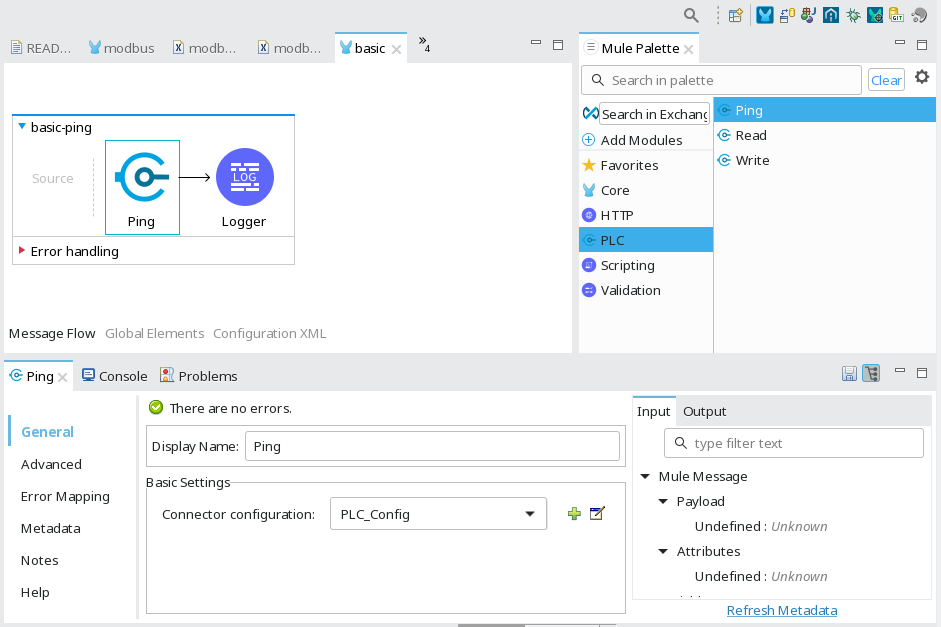 READ...
modbus
modb...
modb...
basic
»4
Mule Palette
Search in palette
Clear
basic-ping
Source
LOG
Ping
Logger
Error handling
Message Flow
Global Elements
Configuration XML
Search in Exchang
Add Modules
Favorites
Core
HTTP
PLC
Scripting
Validation
Ping
Read
Write
Ping
Console
Problems
General
Advanced
Error Mapping
Metadata
Notes
Help
There are no errors.
Display Name: Ping
Basic Settings
Connector configuration: PLC_Config
Input
Output
type filter text
Mule Message
Payload
Undefined : Unknown
Attributes
Undefined : Unknown
Refresh Metadata